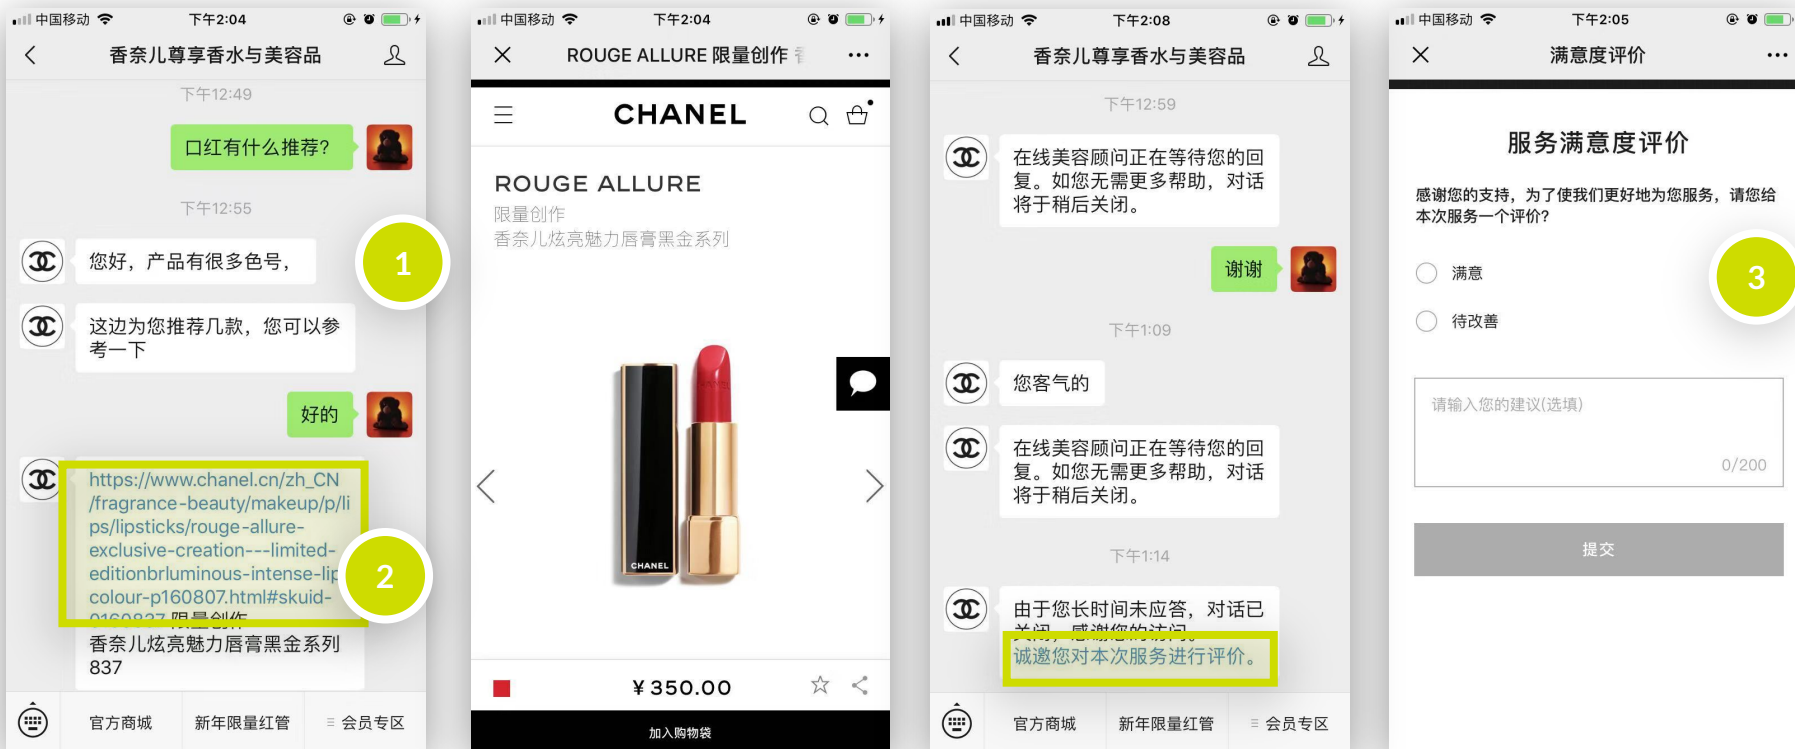 中国移动
下午2:04
香奈儿尊享香水与美容品
下午12:49
口红有什么推荐?
下午12:55
您好，产品有很多色号，
1
这边为您推荐几款，您可以参
考一下
好的
https://www.chanel.cn/zh_CN
/fragrance-beauty/makeup/p/li
ps/lipsticks/rouge-allure-
exclusive-creation---limited-
editionbrluminous-intense-lip
colour-p160807.html#skuid-
0160837 限量创作
香奈儿炫亮魅力唇膏黑金系列
837
2
官方商城
新年限量红管
会员专区
中国移动
下午2:04
ROUGE ALLURE 限量创作 香
CHANEL
ROUGE ALLURE
限量创作
香奈儿炫亮魅力唇膏黑金系列
CHANEL
¥350.00
加入购物袋
中国移动
下午2:08
香奈儿尊享香水与美容品
下午12:59
在线美容顾问正在等待您的回
复。如您无需更多帮助，对话
将于稍后关闭。
谢谢
下午1:09
您客气的
在线美容顾问正在等待您的回
复。如您无需更多帮助，对话
将于稍后关闭。
下午1:14
由于您长时间未应答，对话已
关闭，感谢您的访问。
诚邀您对本次服务进行评价。
官方商城
新年限量红管
会员专区
中国移动
下午2:05
满意度评价
服务满意度评价
感谢您的支持，为了使我们更好地为您服务，请您给
本次服务一个评价?
满意
3
待改善
请输入您的建议(选填)
0/200
提交